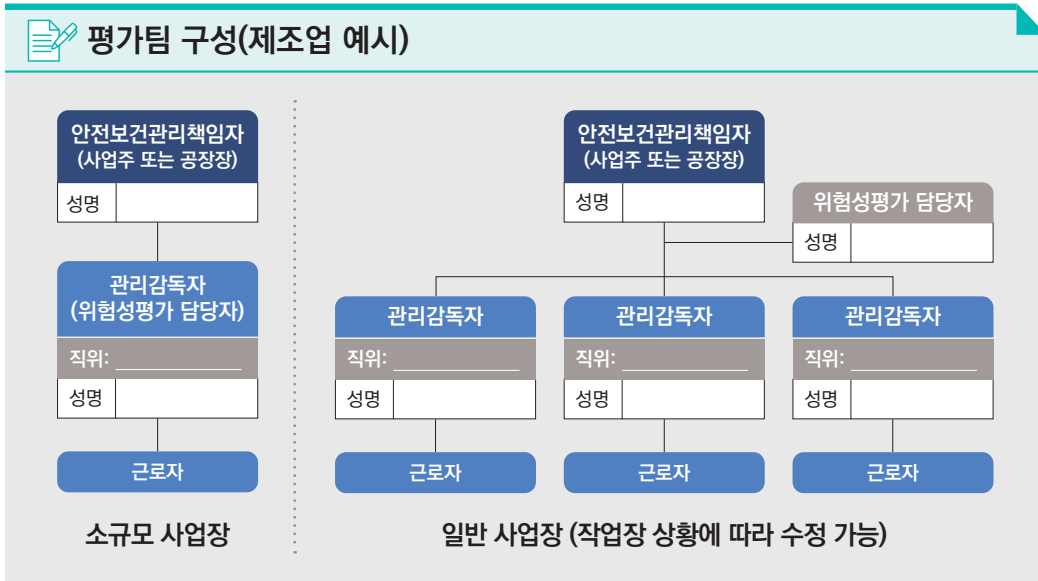 평가팀 구성(제조업 예시)
안전보건관리책임자
(사업주 또는 공장장)
성명
관리감독자
(위험성평가 담당자)
직위:
성명
근로자
소규모 사업장
안전보건관리책임자
(사업주 또는 공장장)
성명
위험성평가 담당자
성명
관리감독자
직위:
성명
근로자
관리감독자
직위:
성명
근로자
관리감독자
직위:
성명
근로자
일반 사업장 (작업장 상황에 따라 수정 가능)